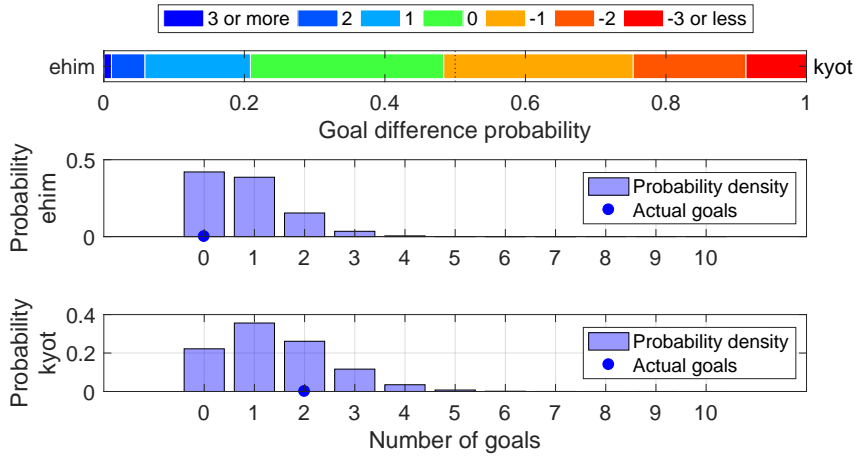 3 or more 2 1 0 -1 -2 -3 or less
ehim kyot
0 0.2 0.4 0.6 0.8 1
Goal difference probability
Probability
ehim
0.5
0
Probability density
Actual goals
0 1 2 3 4 5 6 7 8 9 10
Probability
kyot
0.4
0.2
0
Probability density
Actual goals
0 1 2 3 4 5 6 7 8 9 10
Number of goals